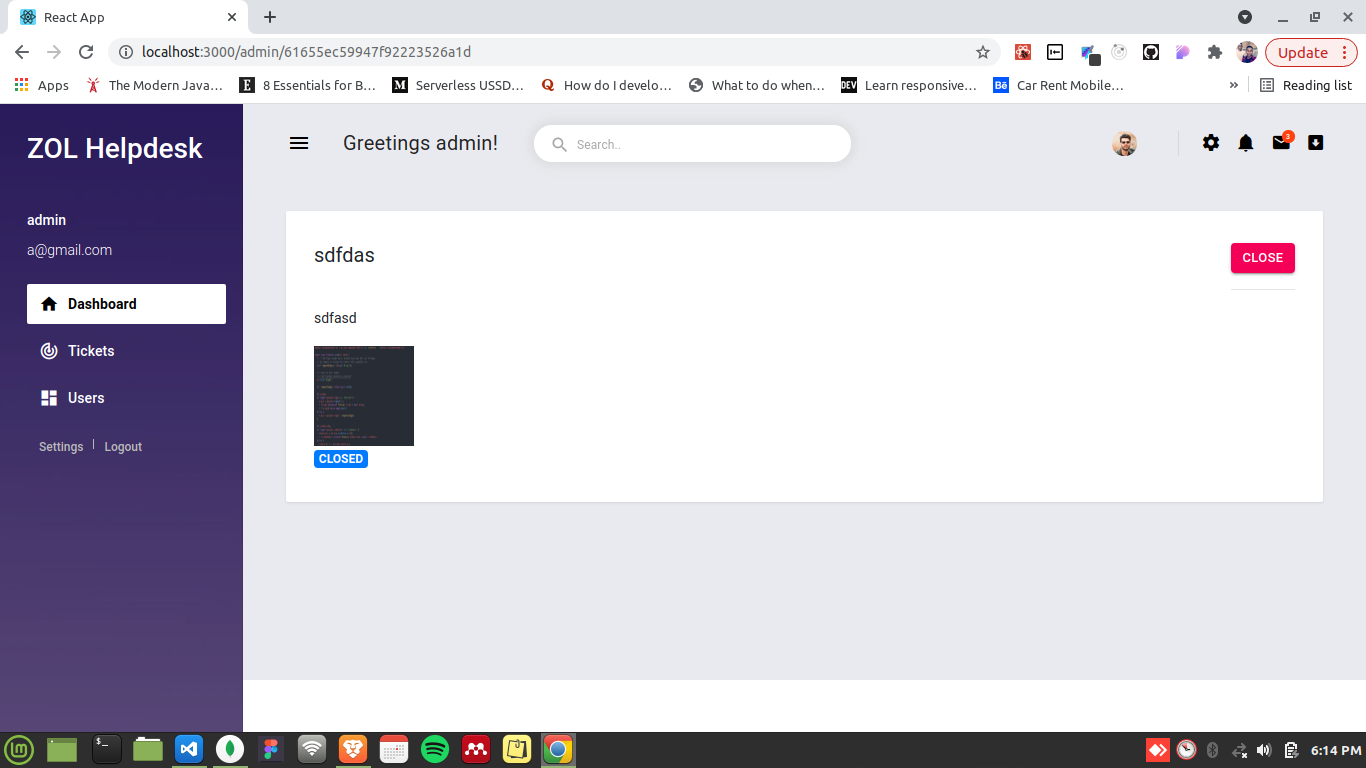 React App
localhost:3000/admin/61655ec59947f92223526a1d
Update
Apps
The Modern Java…
8 Essentials for B…
Serverless USSD…
How do I develo…
What to do when…
DEV
Learn responsive…
Bē
Car Rent Mobile…
»
Reading list
ZOL Helpdesk
Greetings admin!
Search..
3
admin
a@gmail.com
Dashboard
Tickets
Users
Settings
Logout
sdfdas
CLOSE
sdfasd
CLOSED
6:14 PM